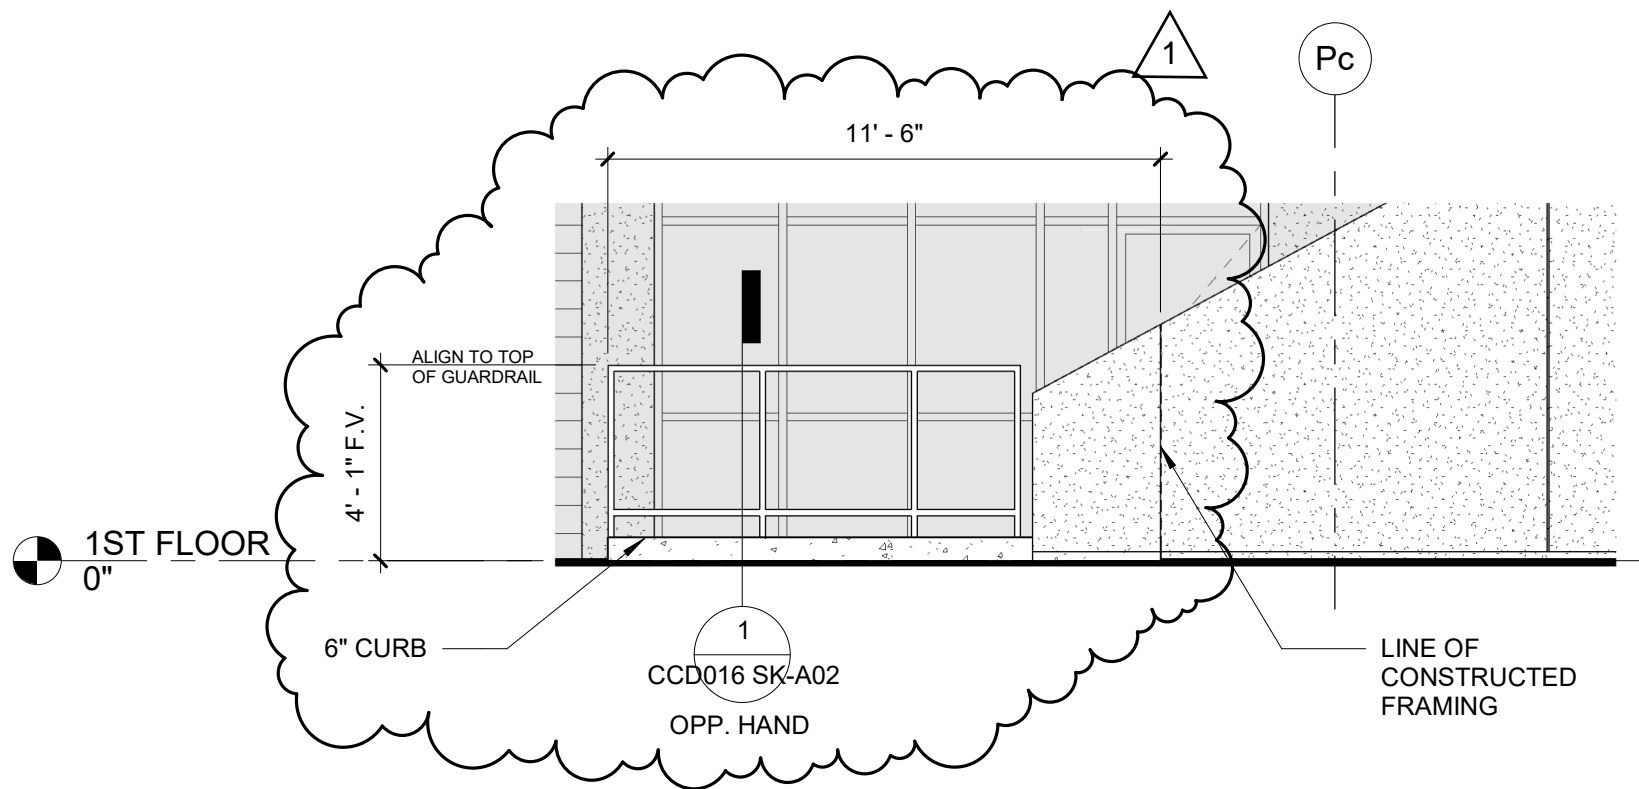 1
Pc
11' - 6"
ALIGN TO TOP
OF GUARDRAIL
4' - 1" F.V.
1ST FLOOR
0"
6" CURB
1
CCD016 SK-A02
OPP. HAND
LINE OF
CONSTRUCTED
FRAMING